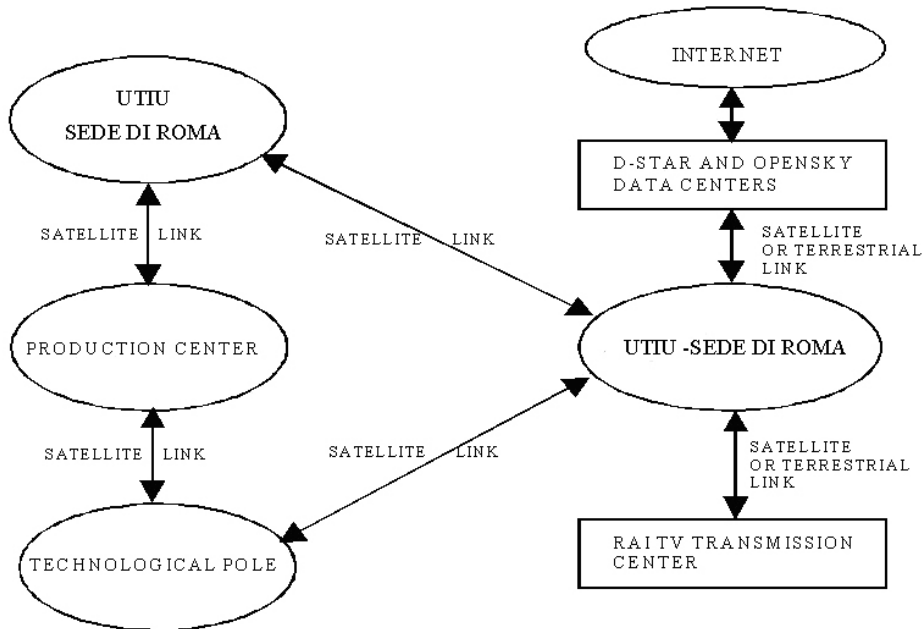 INTERNET
UTIU
SEDE DI ROMA
D-STAR AND OPENSKY
DATA CENTERS
SATELLITE LINK
SATELLITE LINK
SATELLITE
OR TERRESTRIAL
LINK
PRODUCTION CENTER
UTIU -SEDE DI ROMA
SATELLITE LINK
SATELLITE LINK
SATELLITE
OR TERRESTRIAL
LINK
TECHNOLOGICAL POLE
RAI TV TRANSMISSION
CENTER